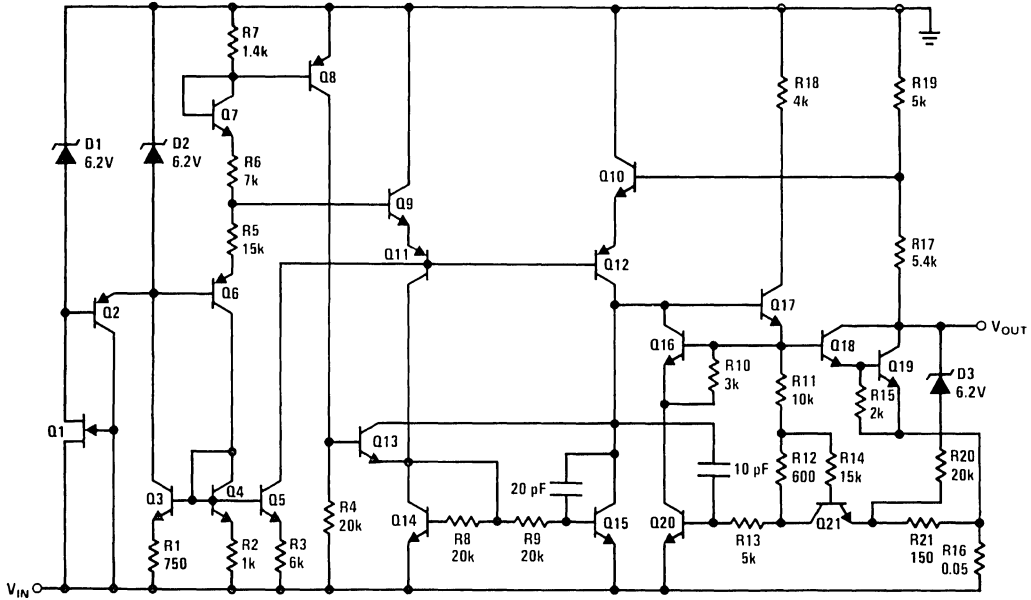 R7
1.4k
Q8
Q7
D1
6.2V
D2
6.2V
R6
7k
R18
4k
R19
5k
Q10
Q9
R5
15k
Q11
Q12
R17
5.4k
Q6
Q2
Q17
VOUT
Q16
R10
3k
Q18
Q19
R11
10k
R15
2k
D3
6.2V
Q1
Q13
10 pF
R12
600
R14
15k
R20
20k
20 pF
Q3
Q4
Q5
R4
20k
Q14
R8
20k
R9
20k
Q15
Q20
R13
5k
Q21
R21
150
R16
0.05
R1
750
R2
1k
R3
6k
VIN